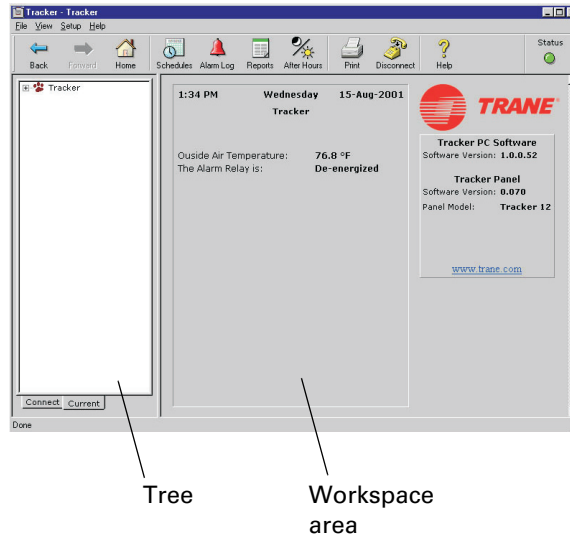 Tracker - Tracker
File View Setup Help
Back Forward Home Schedules Alarm Log Reports After Hours Print Disconnect Help Status
Tracker
1:34 PM Wednesday 15-Aug-2001
Tracker
Ouside Air Temperature: 76.8 °F
The Alarm Relay is: De-energized
TRANE
Tracker PC Software
Software Version: 1.0.0.52
Tracker Panel
Software Version: 0.070
Panel Model: Tracker 12
www.trane.com
Connect Current
Done
Tree
Workspace
area